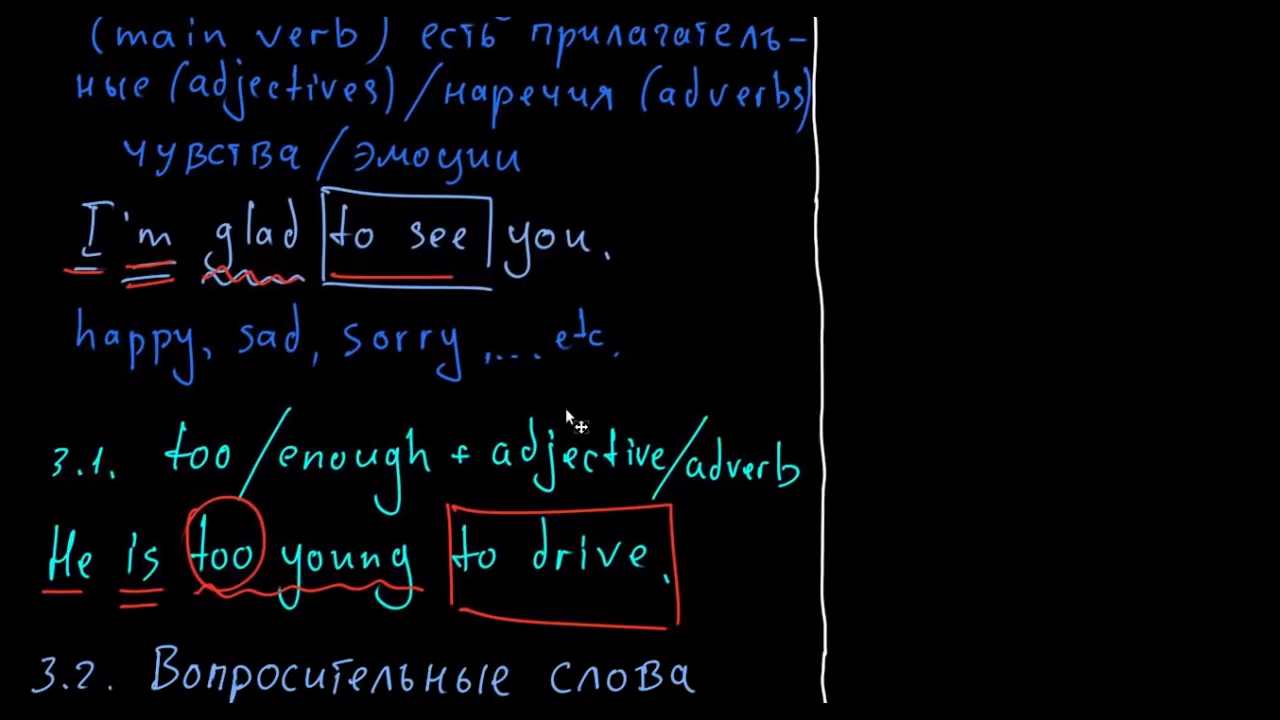 (main verb) есть прилагатель-
ные (adjectives)/наречия (adverbs)
чувства/эмоции
I'm glad to see you.
happy, sad, sorry,.... etc.
3.1. too/enough + adjective/adverb
He is too young to drive.
3.2. Вопросительные слова